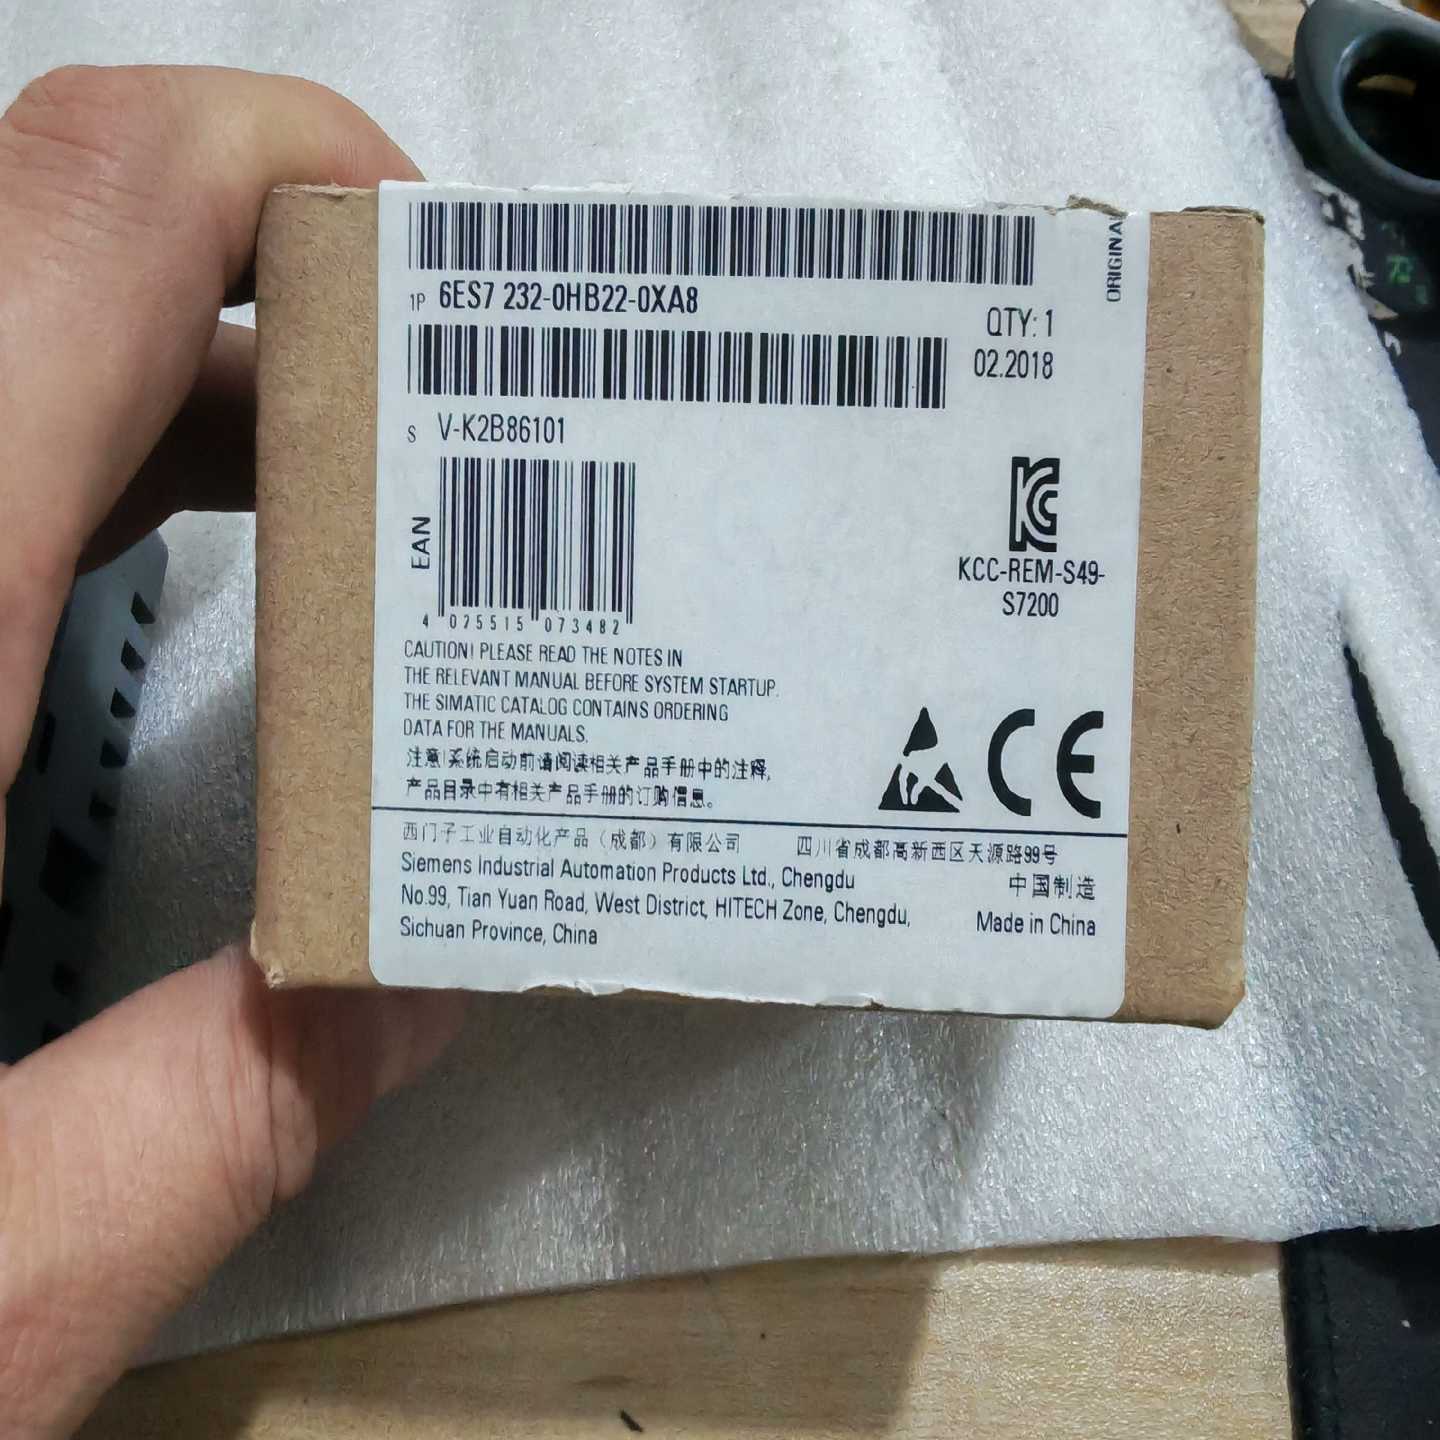 ORIGINA
1P 6ES7 232-0HB22-0XA8
QTY: 1
02.2018
S V-K2B86101
EAN
4 025515 073482
KCC-REM-S49-
S7200
CAUTION! PLEASE READ THE NOTES IN
THE RELEVANT MANUAL BEFORE SYSTEM STARTUP.
THE SIMATIC CATALOG CONTAINS ORDERING
DATA FOR THE MANUALS.
注意!系统启动前请阅读相关产品手册中的注释,
产品目录中有相关产品手册的订购信息。
CE
西门子工业自动化产品（成都）有限公司 四川省成都高新西区天源路99号
Siemens Industrial Automation Products Ltd., Chengdu
中国制造
No.99, Tian Yuan Road, West District, HITECH Zone, Chengdu,
Made in China
Sichuan Province, China